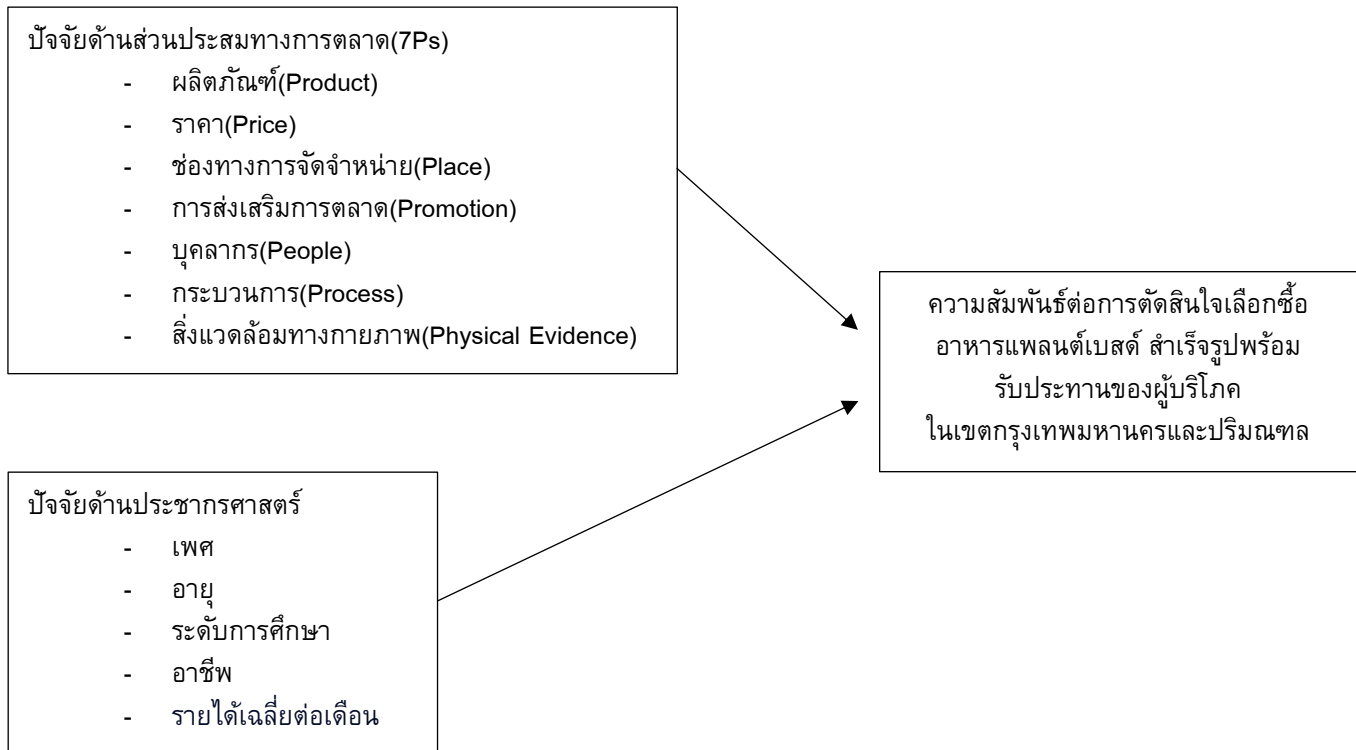 ปัจจัยด้านส่วนประสมทางการตลาด(7Ps)
- ผลิตภัณฑ์(Product)
- ราคา(Price)
- ช่องทางการจัดจำหน่าย(Place)
- การส่งเสริมการตลาด(Promotion)
- บุคลากร(People)
- กระบวนการ(Process)
- สิ่งแวดล้อมทางกายภาพ(Physical Evidence)
ความสัมพันธ์ต่อการตัดสินใจเลือกซื้อ
อาหารแพลนต์เบสด์ สำเร็จรูปพร้อม
รับประทานของผู้บริโภค
ในเขตกรุงเทพมหานครและปริมณฑล
ปัจจัยด้านประชากรศาสตร์
- เพศ
- อายุ
- ระดับการศึกษา
- อาชีพ
- รายได้เฉลี่ยต่อเดือน